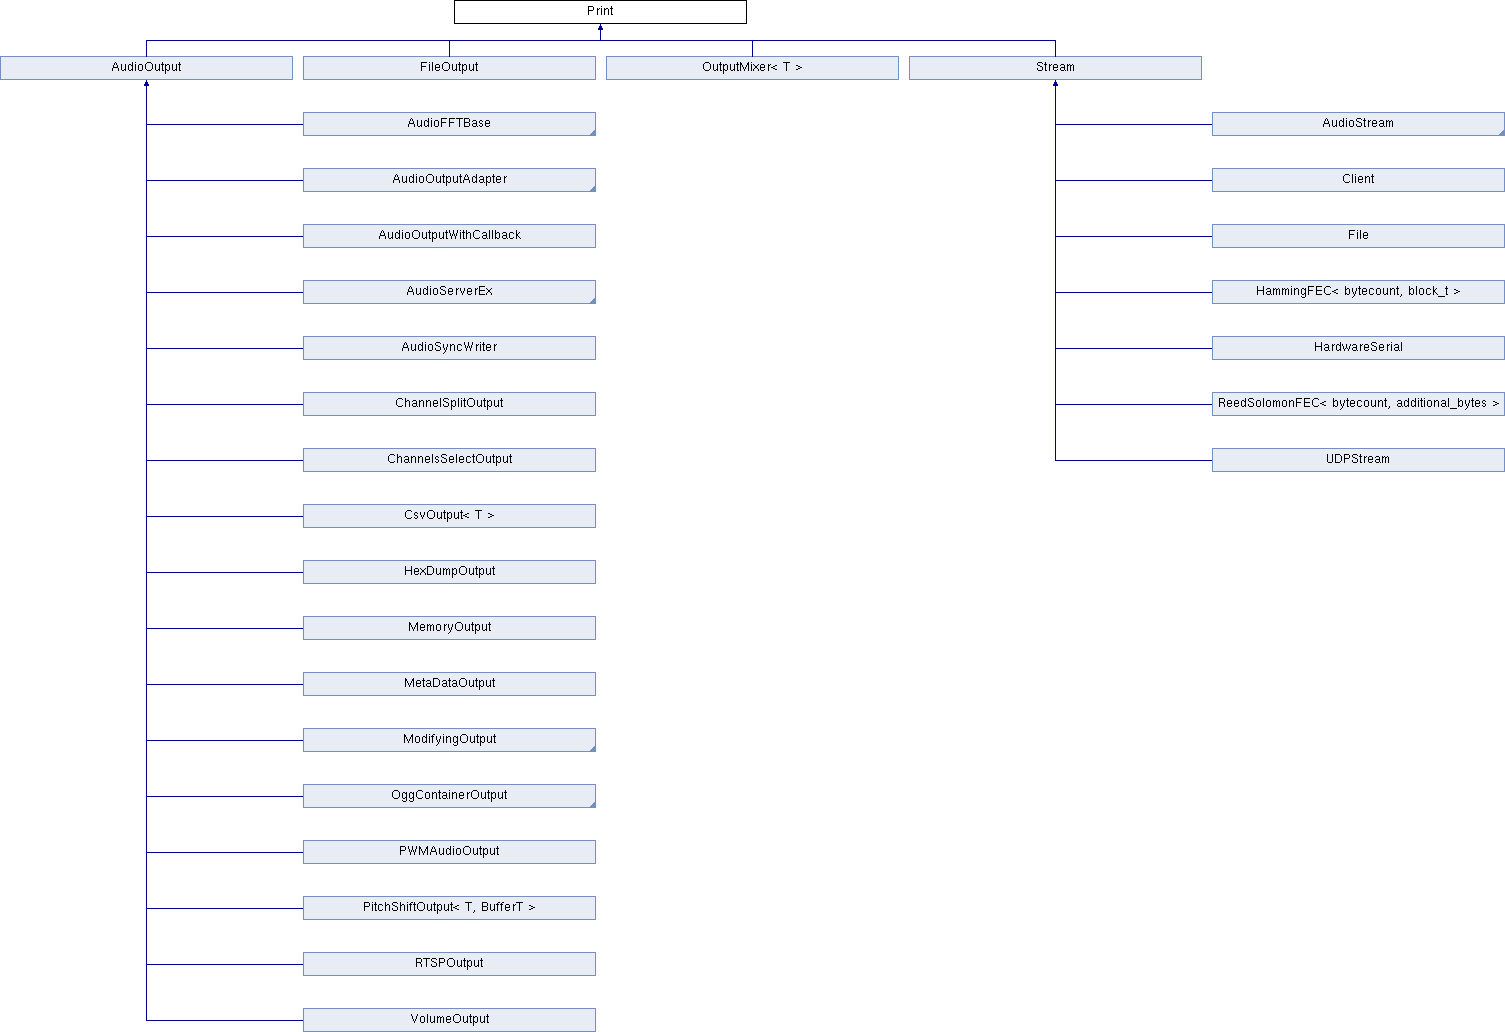 Print
AudioOutput
FileOutput
OutputMixer< T >
Stream
AudioFFTBase
AudioStream
AudioOutputAdapter
Client
AudioOutputWithCallback
File
AudioServerEx
HammingFEC< bytecount, block_t >
AudioSyncWriter
HardwareSerial
ChannelSplitOutput
ReedSolomonFEC< bytecount, additional_bytes >
ChannelsSelectOutput
UDPStream
CsvOutput< T >
HexDumpOutput
MemoryOutput
MetaDataOutput
ModifyingOutput
OggContainerOutput
PWMAudioOutput
PitchShiftOutput< T, BufferT >
RTSPOutput
VolumeOutput